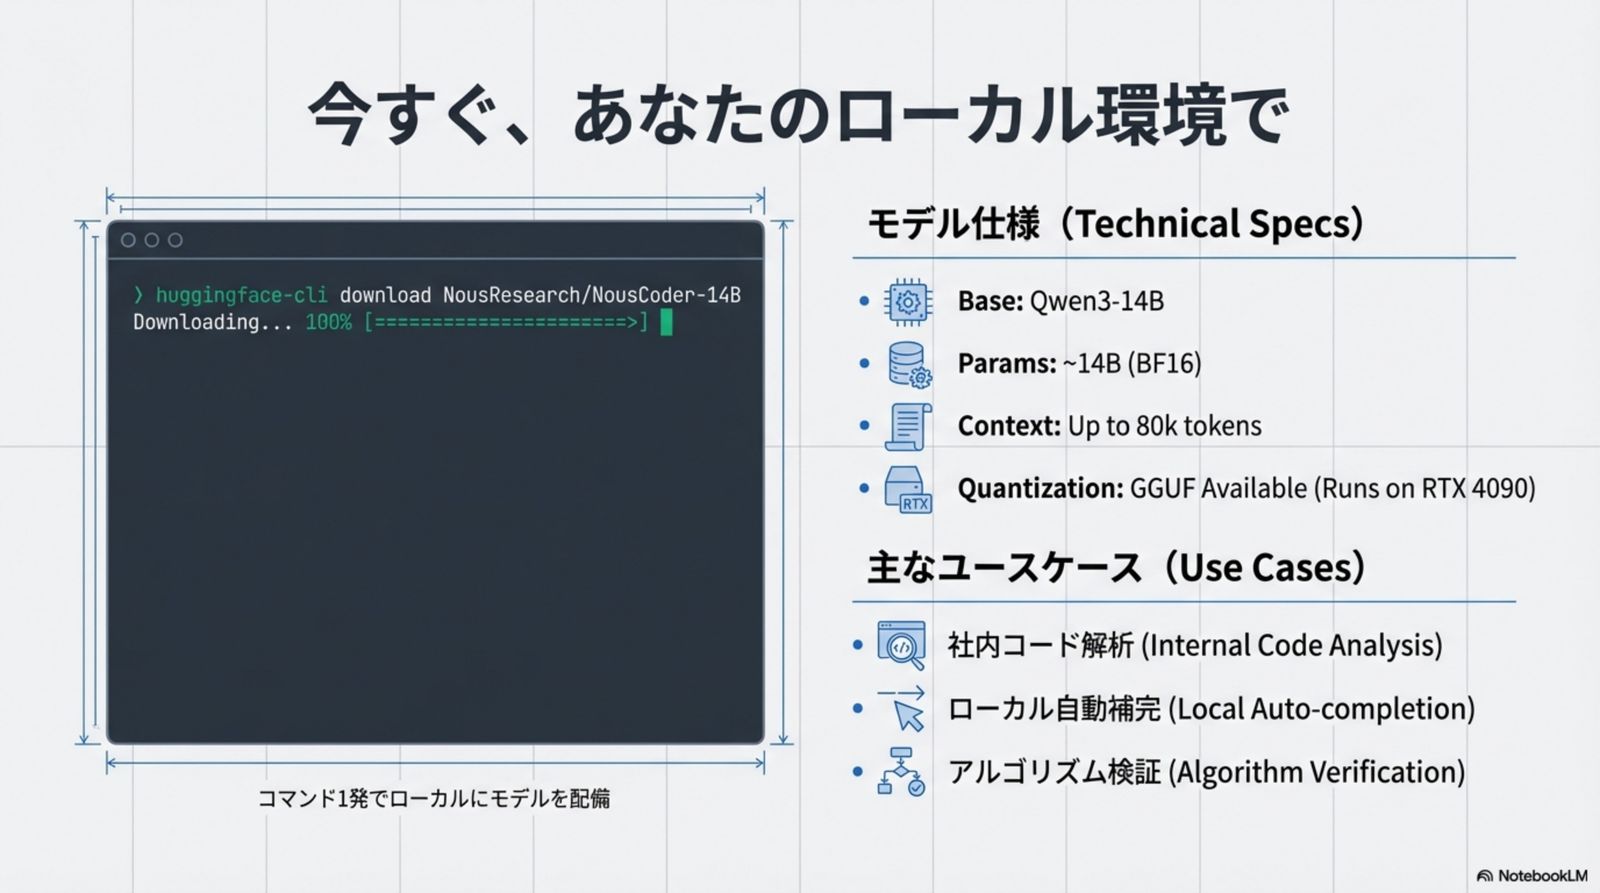 今すぐ、あなたのローカル環境で
❯ huggingface-cli download NousResearch/NousCoder-14B
Downloading... 100% [======================>]
コマンド1発でローカルにモデルを配備
モデル仕様（Technical Specs）
Base: Qwen3-14B
Params: ~14B (BF16)
Context: Up to 80k tokens
RTX
Quantization: GGUF Available (Runs on RTX 4090)
主なユースケース（Use Cases）
社内コード解析 (Internal Code Analysis)
ローカル自動補完 (Local Auto-completion)
アルゴリズム検証 (Algorithm Verification)
NotebookLM